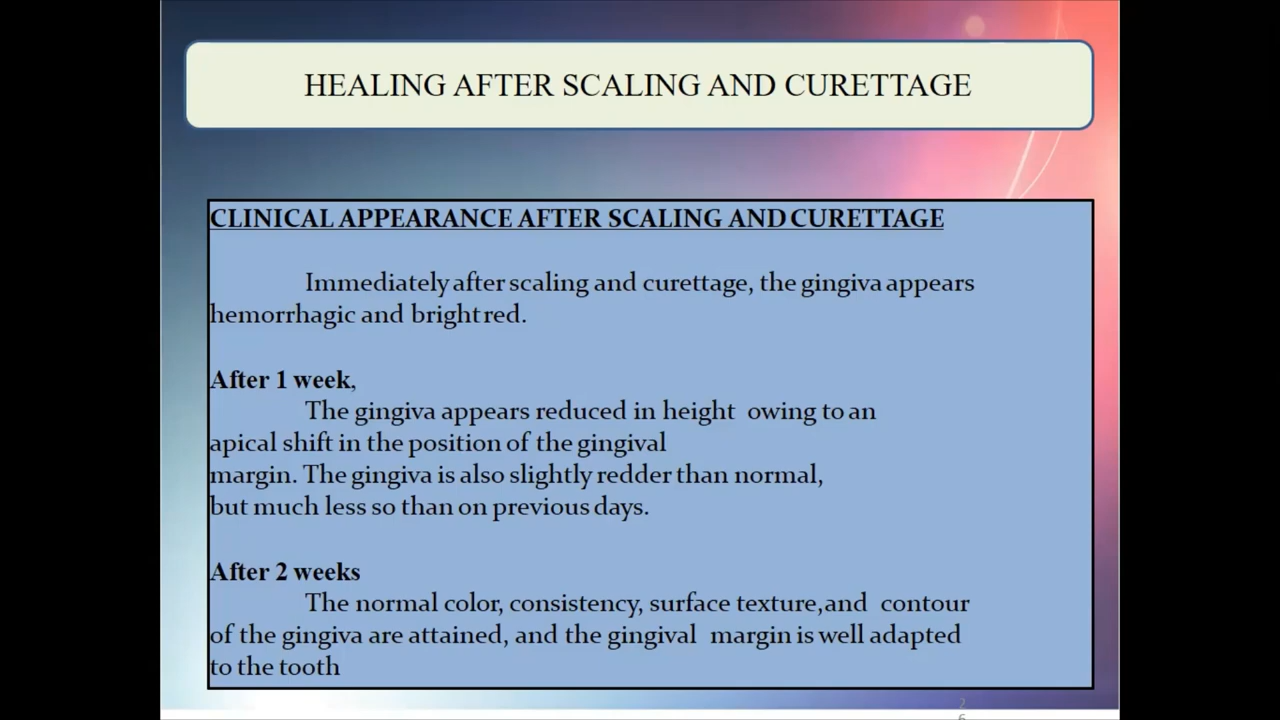 HEALING AFTER SCALING AND CURETTAGE
CLINICAL APPEARANCE AFTER SCALING AND CURETTAGE
Immediately after scaling and curettage, the gingiva appears
hemorrhagic and bright red.
After 1 week,
The gingiva appears reduced in height owing to an
apical shift in the position of the gingival
margin. The gingiva is also slightly redder than normal,
but much less so than on previous days.
After 2 weeks
The normal color, consistency, surface texture,and contour
of the gingiva are attained, and the gingival margin is well adapted
to the tooth
2